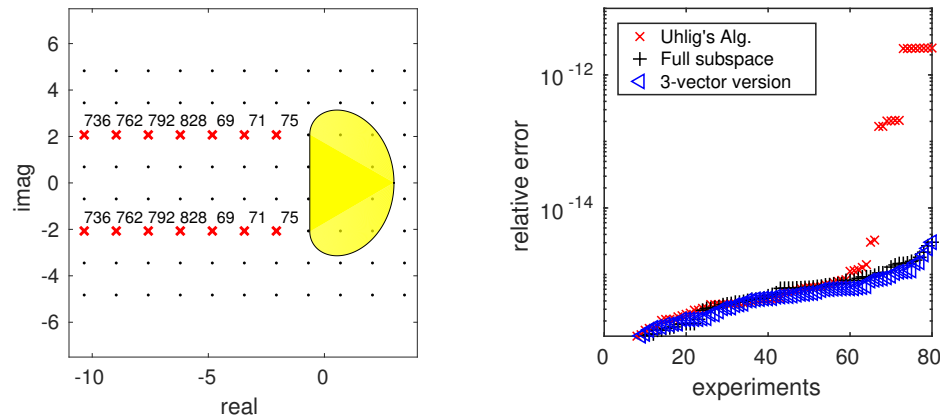 6
4
2
0
-2
-4
-6
imag
736 762 792 828 69 71 75
736 762 792 828 69 71 75
-10 -5 0
real
10^-12
10^-14
relative error
Uhlig's Alg.
Full subspace
3-vector version
0 20 40 60 80
experiments